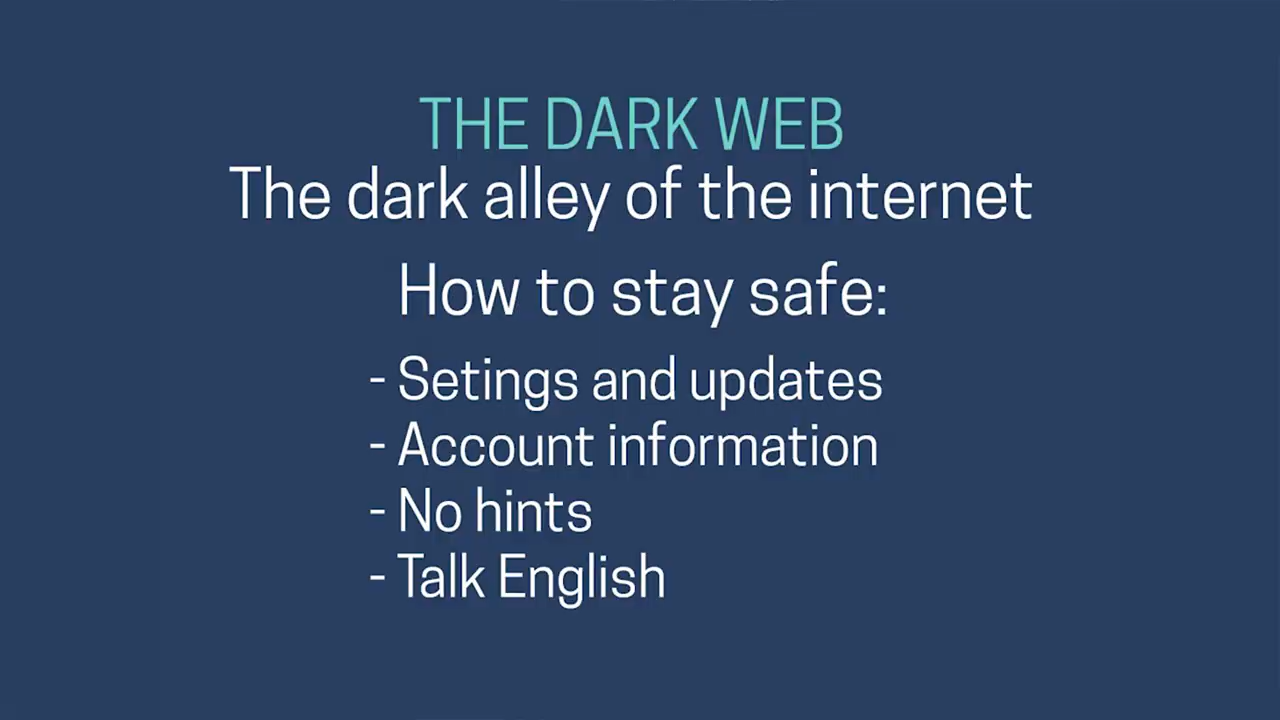 THE DARK WEB
The dark alley of the internet
How to stay safe:
- Setings and updates
- Account information
- No hints
- Talk English